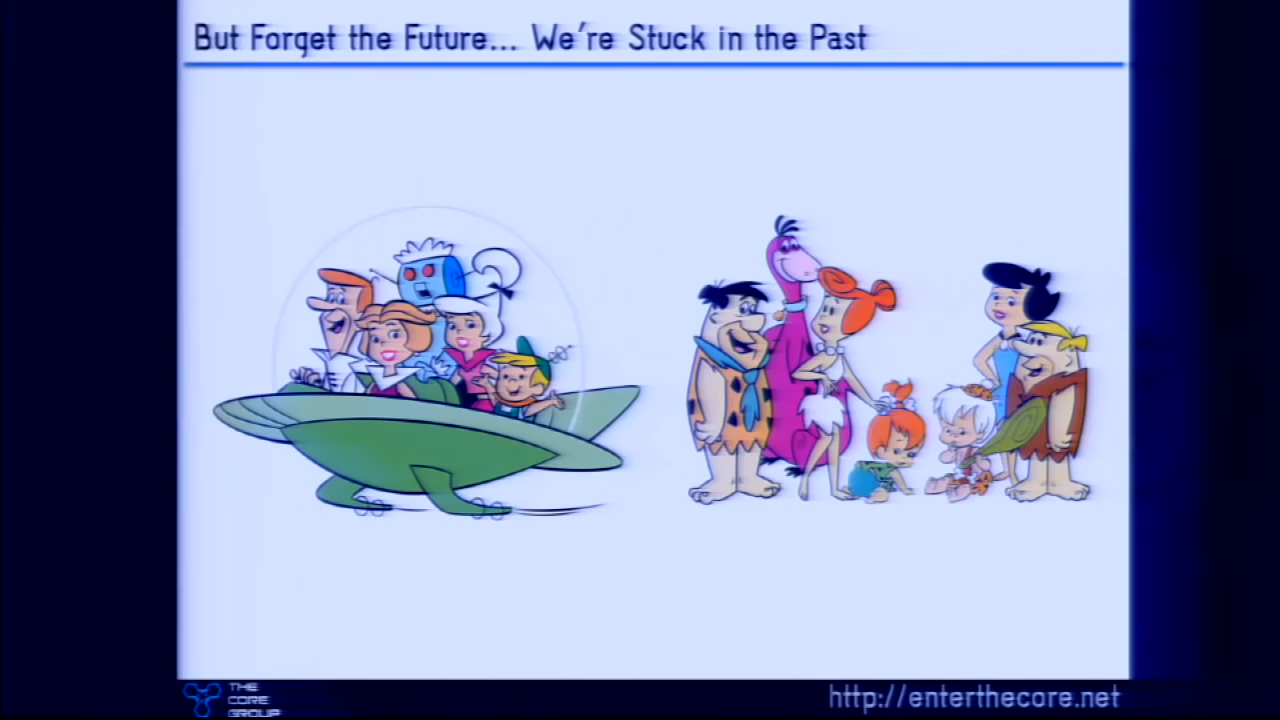 But Forget the Future... We're Stuck in the Past
THE
CORE
GROUP
http://enterthecore.net